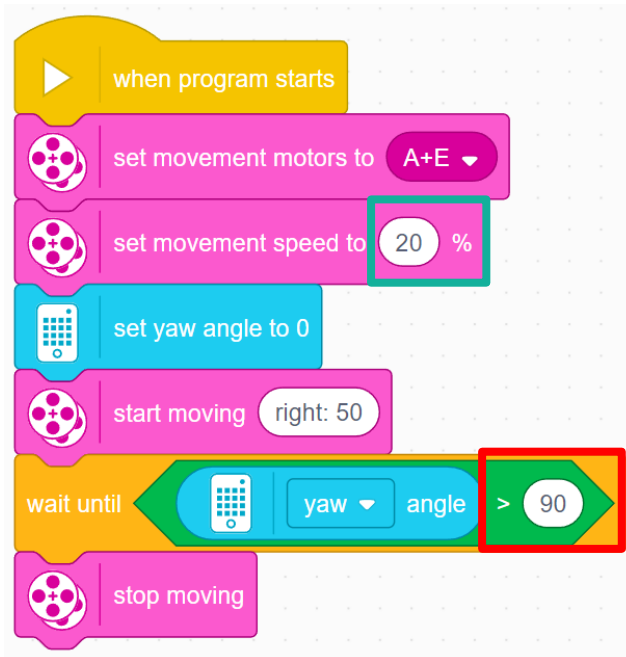 when program starts
set movement motors to A+E
set movement speed to 20 %
set yaw angle to 0
start moving right: 50
wait until yaw angle > 90
stop moving